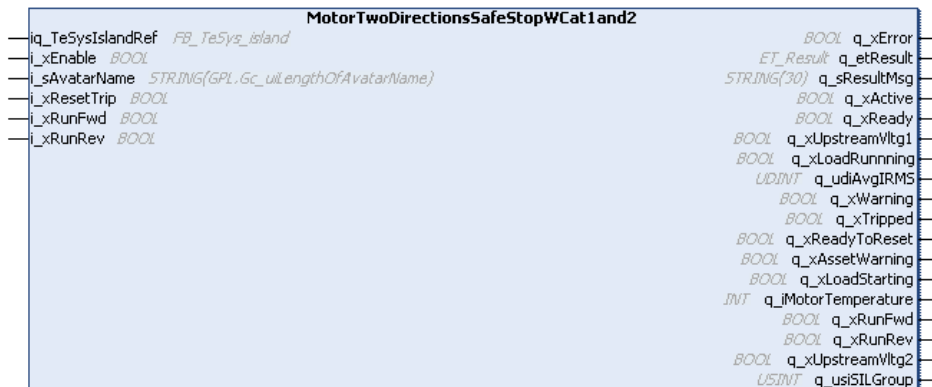 MotorTwoDirectionsSafeStopWCat1and2
iq_TeSysIslandRef FB_TeSys_island
BOOL q_xError
i_xEnable BOOL
ET_Result q_etResult
i_sAvatarName STRING(GPL.Gc_uiLengthOfAvatarName)
STRING(30) q_sResultMsg
i_xResetTrip BOOL
BOOL q_xActive
i_xRunFwd BOOL
BOOL q_xReady
i_xRunRev BOOL
BOOL q_xUpstreamVltg1
BOOL q_xLoadRunnning
UDINT q_udiAvgIRMS
BOOL q_xWarning
BOOL q_xTripped
BOOL q_xReadyToReset
BOOL q_xAssetWarning
BOOL q_xLoadStarting
INT q_iMotorTemperature
BOOL q_xRunFwd
BOOL q_xRunRev
BOOL q_xUpstreamVltg2
USINT q_usiSILGroup